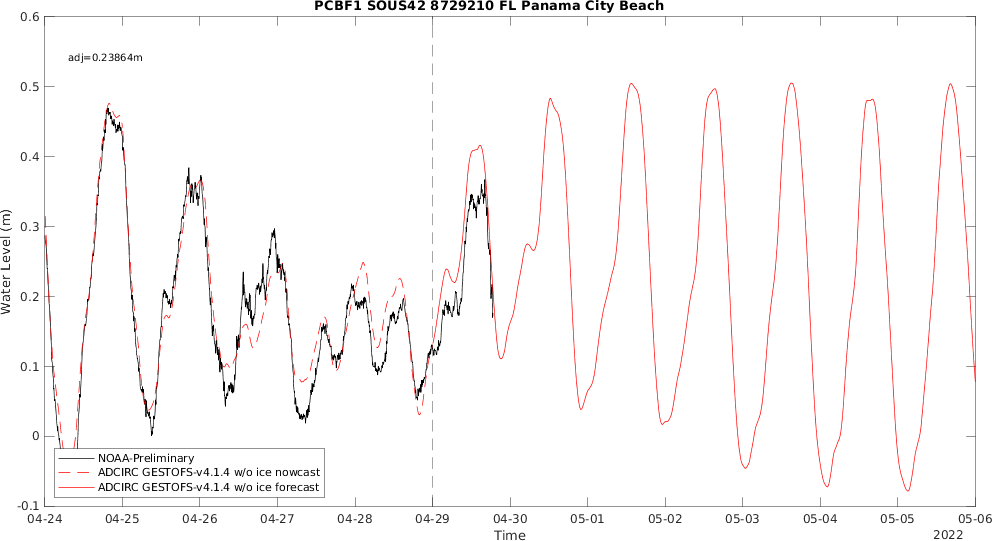 PCBF1 SOUS42 8729210 FL Panama City Beach
0.6
adj=0.23864m
0.5
0.4
0.3
0.2
0.1
0
-0.1
Water Level (m)
NOAA-Preliminary
ADCIRC GESTOFS-v4.1.4 w/o ice nowcast
ADCIRC GESTOFS-v4.1.4 w/o ice forecast
04-24 04-25 04-26 04-27 04-28 04-29 04-30 05-01 05-02 05-03 05-04 05-05 05-06
Time
2022